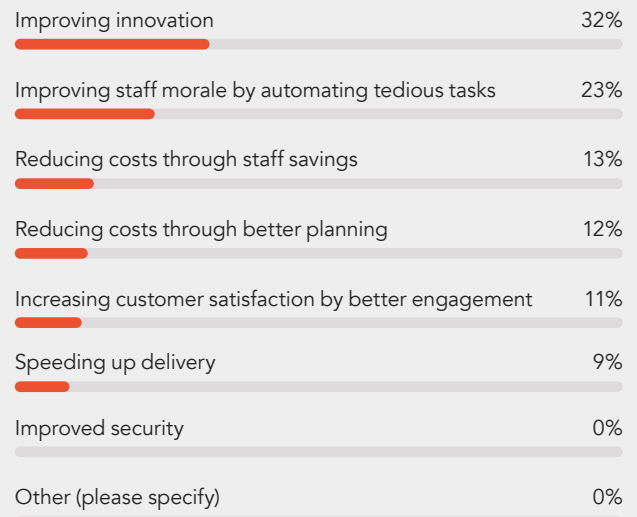 Improving innovation 32%
Improving staff morale by automating tedious tasks 23%
Reducing costs through staff savings 13%
Reducing costs through better planning 12%
Increasing customer satisfaction by better engagement 11%
Speeding up delivery 9%
Improved security 0%
Other (please specify) 0%